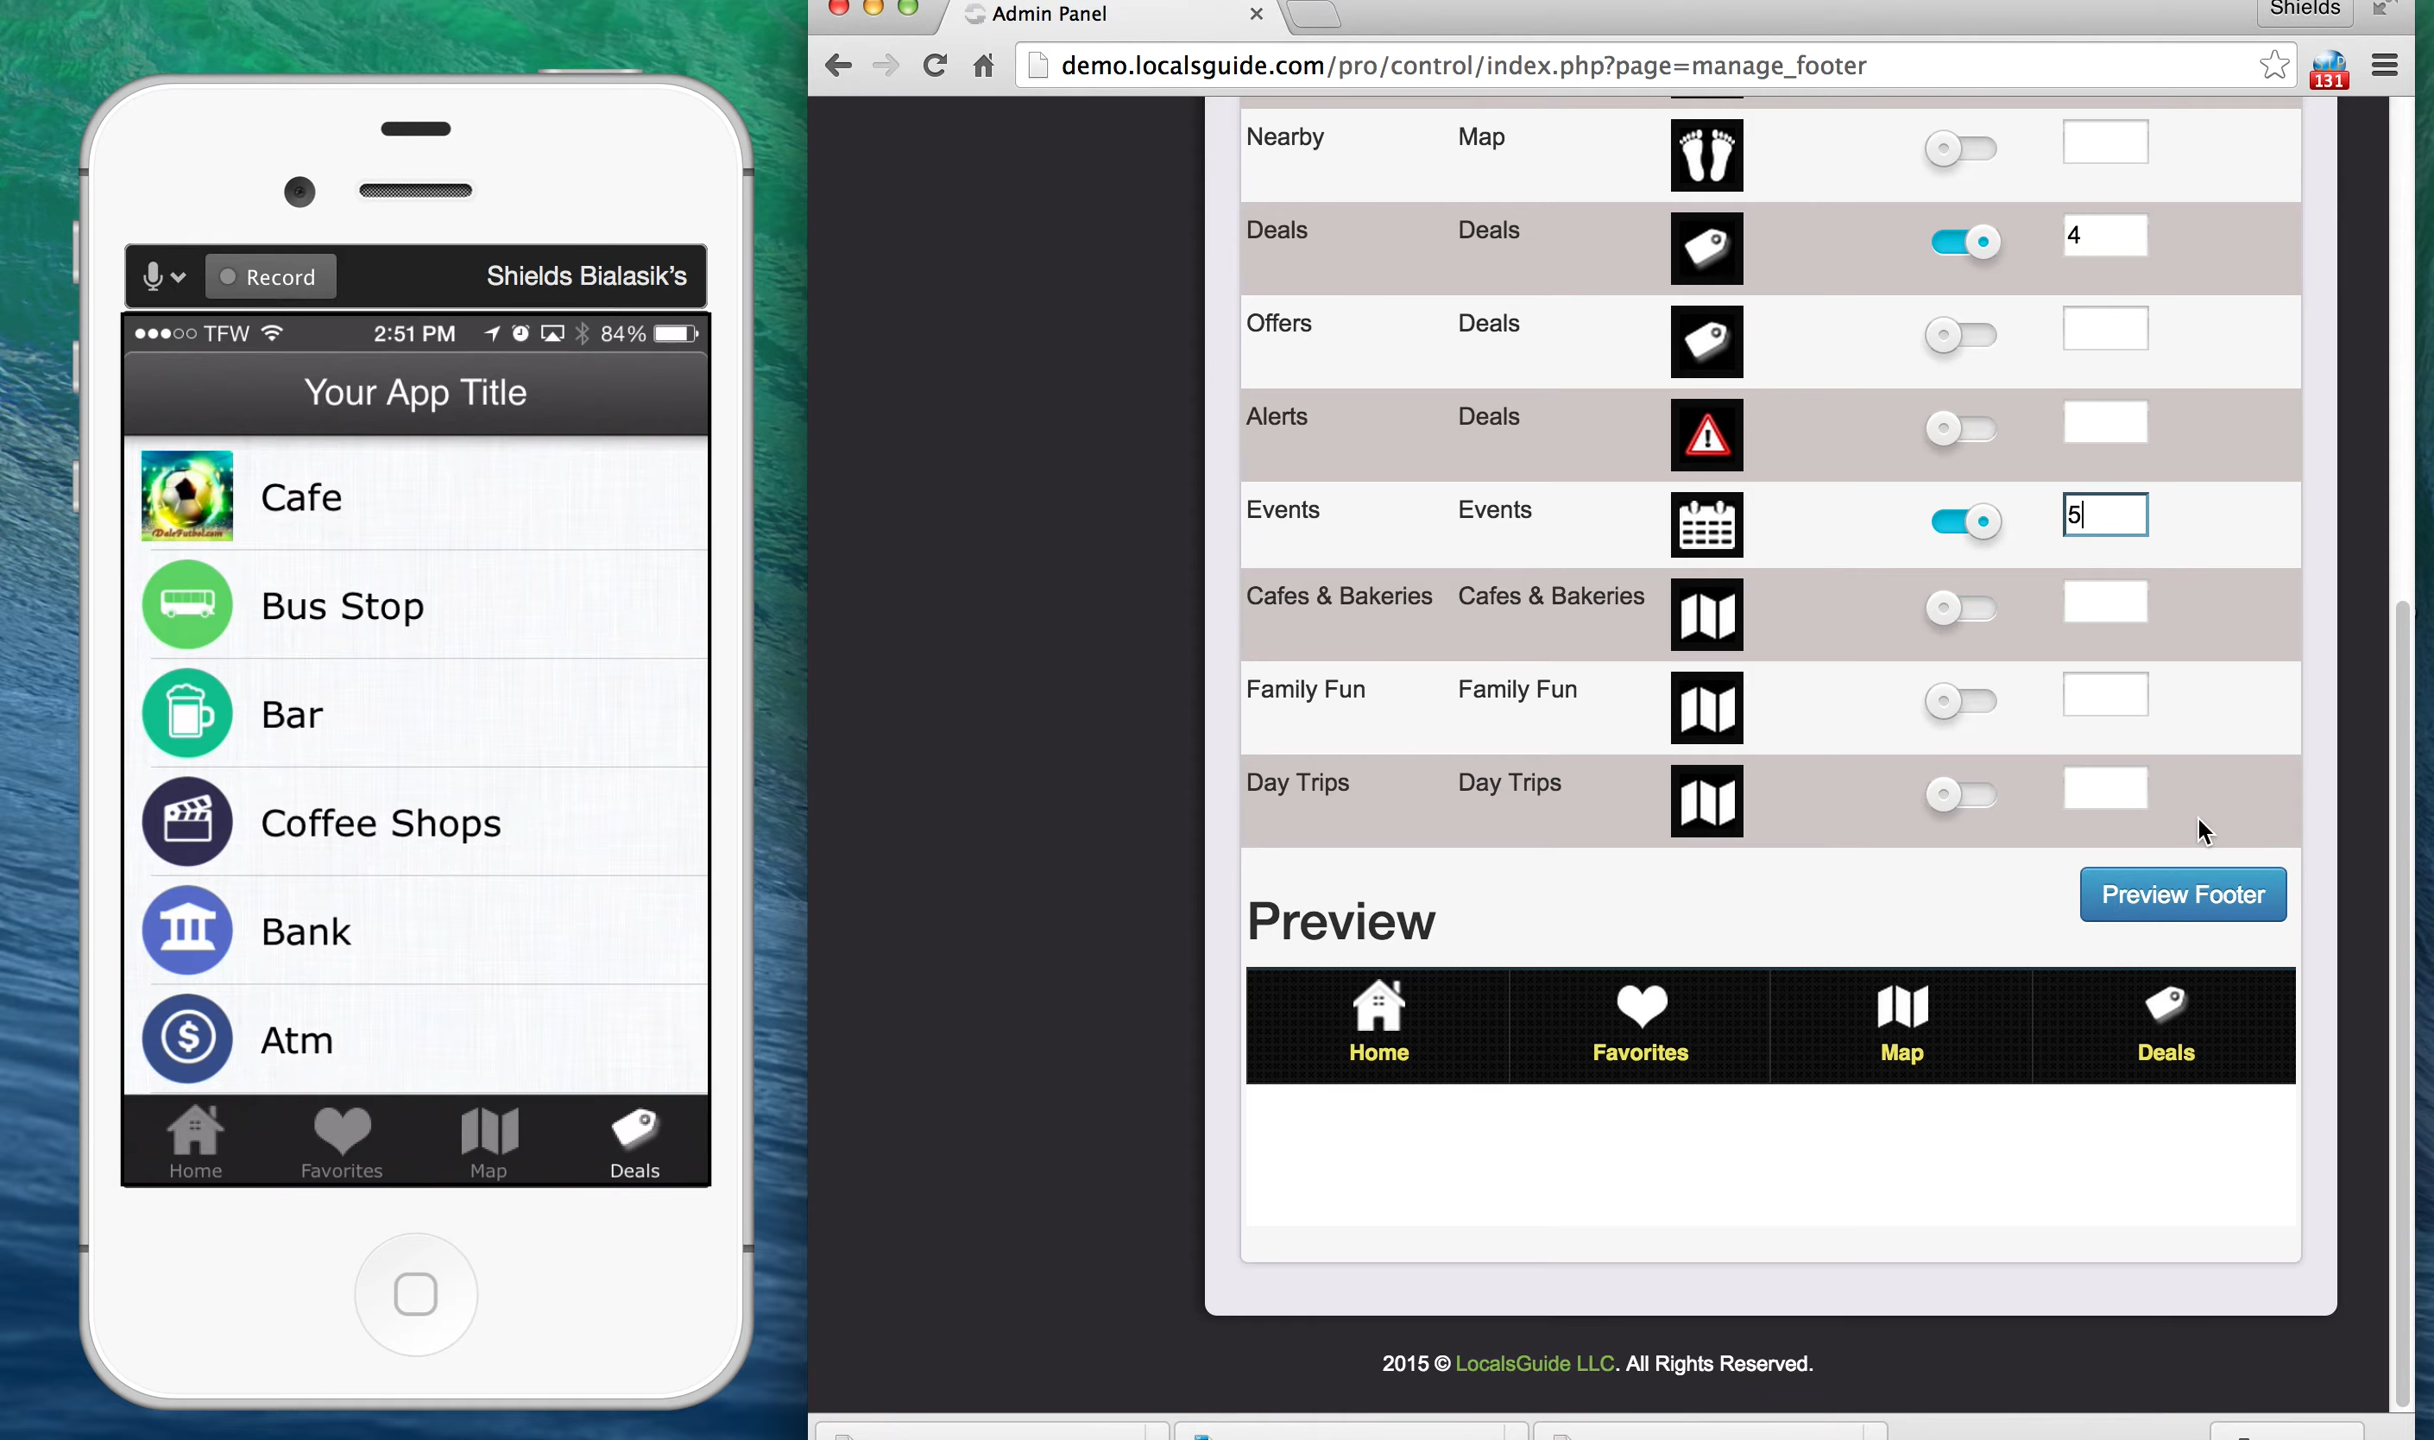 Record
Shields Bialasik’s
TFW 2:51 PM 84%
Your App Title
Cafe
Bus Stop
Bar
Coffee Shops
Bank
Atm
Home Favorites Map Deals
Admin Panel
Shields
demo.localsguide.com/pro/control/index.php?page=manage_footer
131
Nearby Map
Deals Deals 4
Offers Deals
Alerts Deals
Events Events 5
Cafes & Bakeries Cafes & Bakeries
Family Fun Family Fun
Day Trips Day Trips
Preview Footer
Preview
Home Favorites Map Deals
2015 © LocalsGuide LLC. All Rights Reserved.